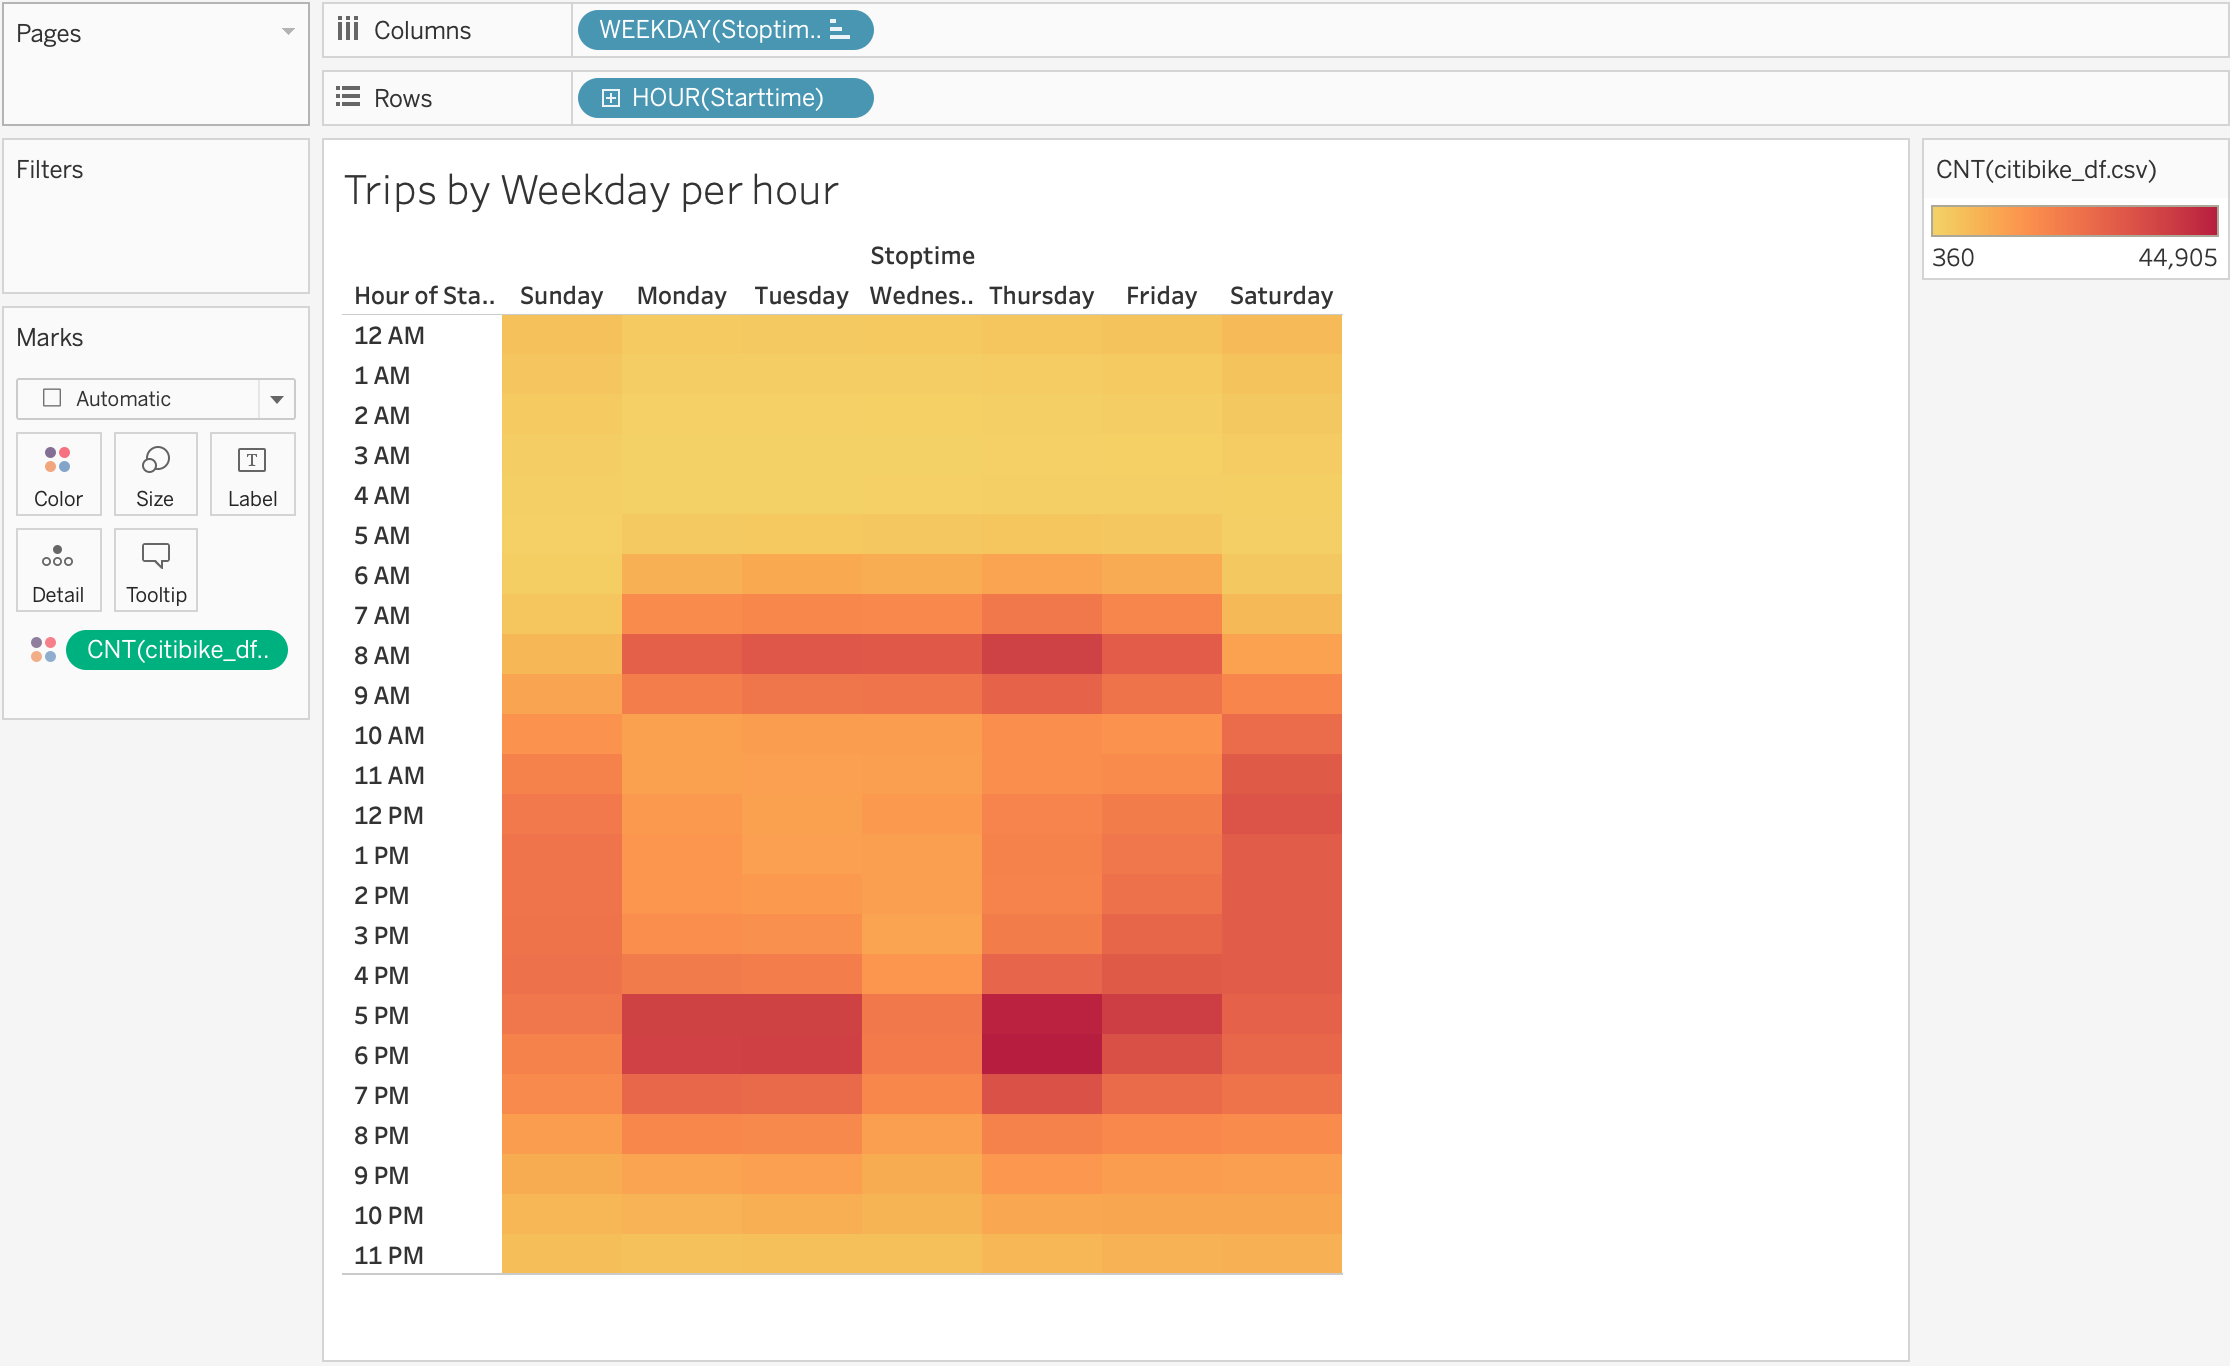 Pages
Columns
WEEKDAY(Stoptim..
Rows
HOUR(Starttime)
Filters
Marks
Automatic
Color
Size
T
Label
Detail
Tooltip
CNT(citibike_df..
Trips by Weekday per hour
Stoptime
Hour of Sta.. Sunday Monday Tuesday Wednes.. Thursday Friday Saturday
12 AM
1 AM
2 AM
3 AM
4 AM
5 AM
6 AM
7 AM
8 AM
9 AM
10 AM
11 AM
12 PM
1 PM
2 PM
3 PM
4 PM
5 PM
6 PM
7 PM
8 PM
9 PM
10 PM
11 PM
CNT(citibike_df.csv)
360 44,905